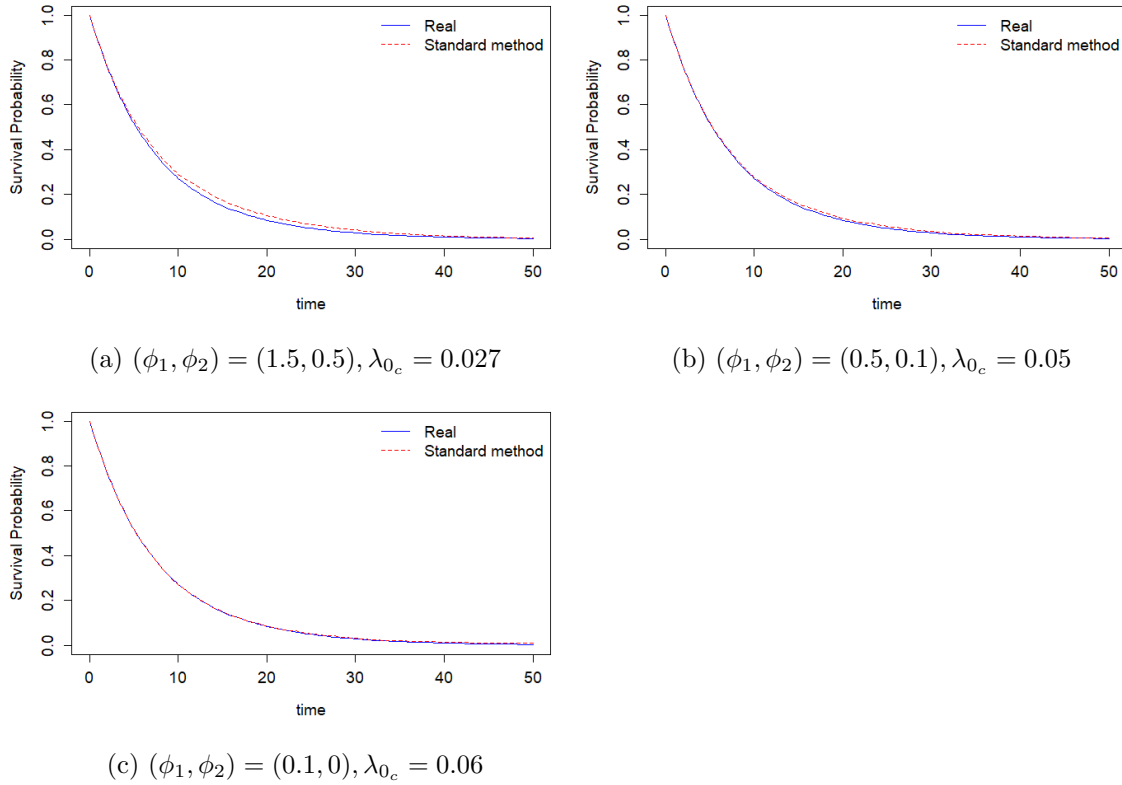 Real
Standard method
Survival Probability
0.0 0.2 0.4 0.6 0.8 1.0
0 10 20 30 40 50
time
(a) (ϕ₁, ϕ₂) = (1.5, 0.5), λ₀_c = 0.027
Real
Standard method
Survival Probability
0.0 0.2 0.4 0.6 0.8 1.0
0 10 20 30 40 50
time
(b) (ϕ₁, ϕ₂) = (0.5, 0.1), λ₀_c = 0.05
Real
Standard method
Survival Probability
0.0 0.2 0.4 0.6 0.8 1.0
0 10 20 30 40 50
time
(c) (ϕ₁, ϕ₂) = (0.1, 0), λ₀_c = 0.06